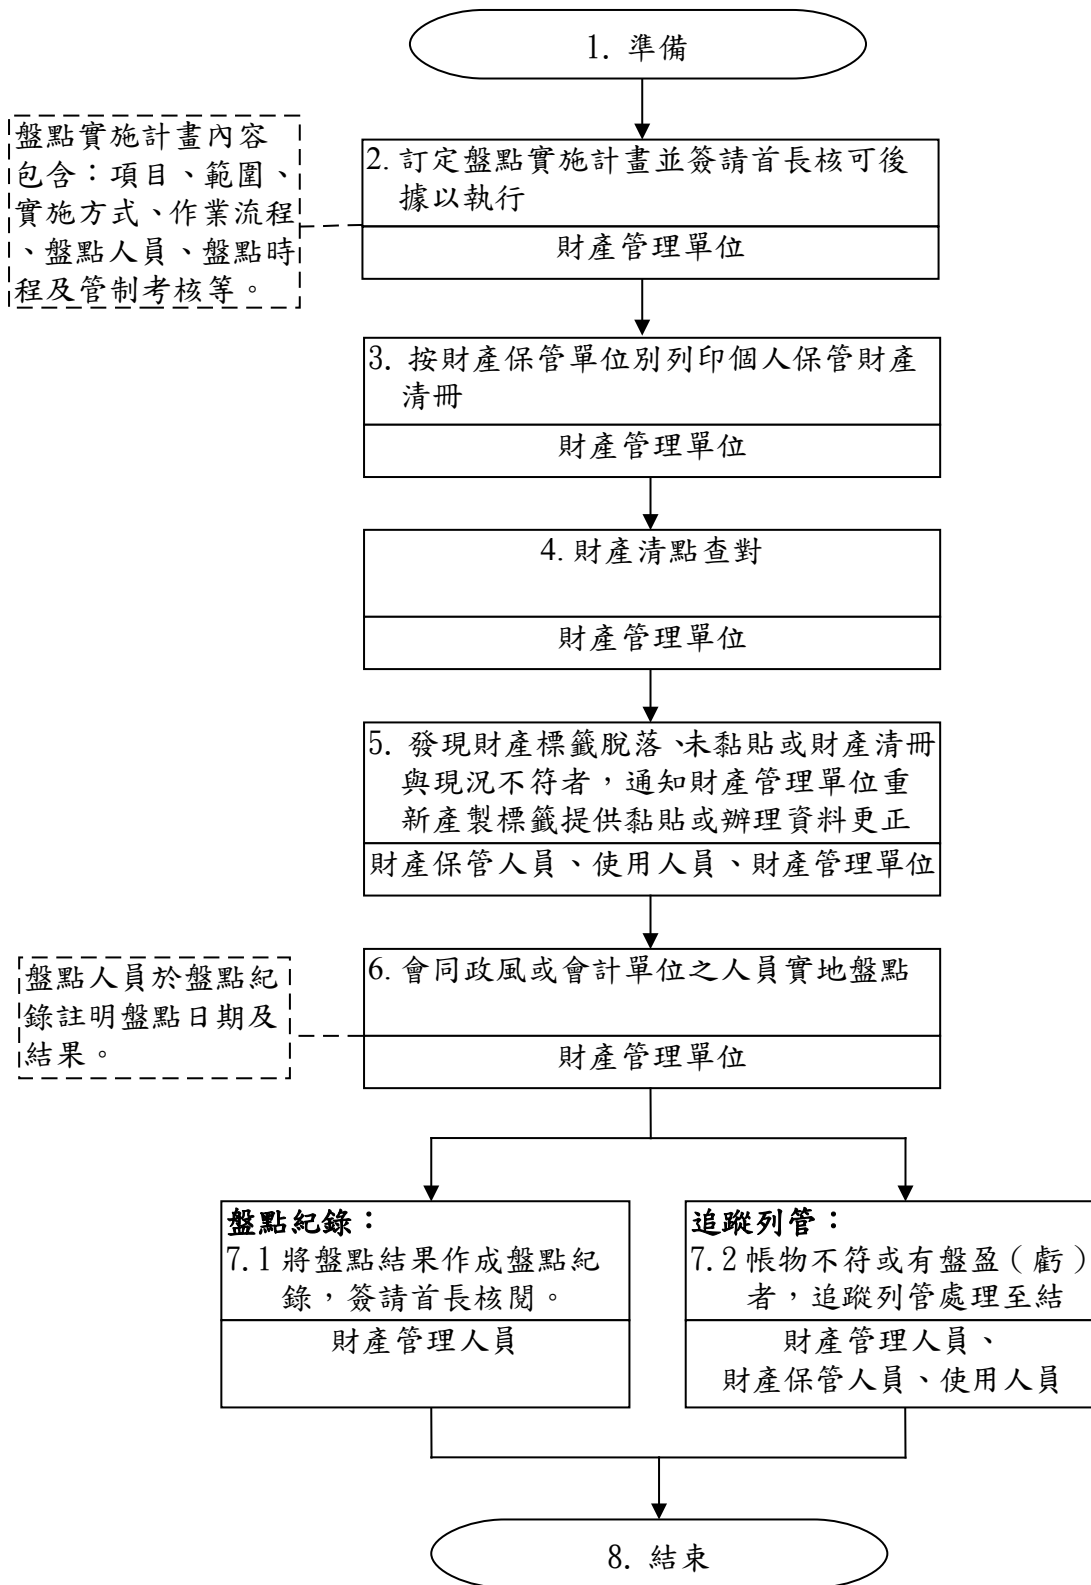 1. 準備
盤點實施計畫內容
包含：項目、範圍、
實施方式、作業流程
、盤點人員、盤點時
程及管制考核等。
2. 訂定盤點實施計畫並簽請首長核可後
據以執行
財產管理單位
3. 按財產保管單位別列印個人保管財產
清冊
財產管理單位
4. 財產清點查對
財產管理單位
5. 發現財產標籤脫落、未黏貼或財產清冊
與現況不符者，通知財產管理單位重
新產製標籤提供黏貼或辦理資料更正
財產保管人員、使用人員、財產管理單位
盤點人員於盤點紀
錄註明盤點日期及
結果。
6. 會同政風或會計單位之人員實地盤點
財產管理單位
盤點紀錄：
7.1 將盤點結果作成盤點紀
錄，簽請首長核閱。
財產管理人員
追蹤列管：
7.2 帳物不符或有盤盈（虧）
者，追蹤列管處理至結
財產管理人員、
財產保管人員、使用人員
8. 結束